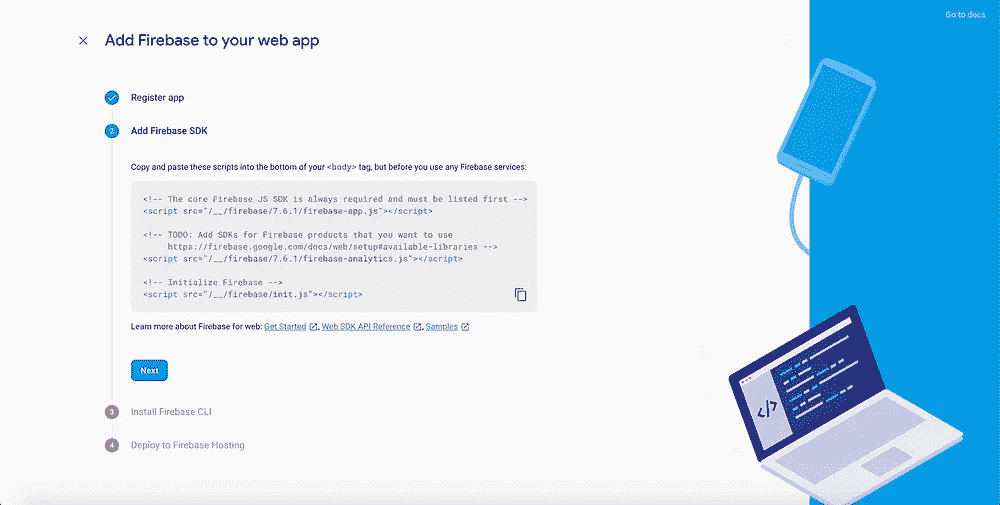 Go to docs
Add Firebase to your web app
Register app
2 Add Firebase SDK
Copy and paste these scripts into the bottom of your <body> tag, but before you use any Firebase services:
<!-- The core Firebase JS SDK is always required and must be listed first -->
<script src="/__/firebase/7.6.1/firebase-app.js"></script>
<!-- TODO: Add SDKs for Firebase products that you want to use
https://firebase.google.com/docs/web/setup#available-libraries -->
<script src="/__/firebase/7.6.1/firebase-analytics.js"></script>
<!-- Initialize Firebase -->
<script src="/__/firebase/init.js"></script>
Learn more about Firebase for web: Get Started , Web SDK API Reference , Samples
Next
3 Install Firebase CLI
4 Deploy to Firebase Hosting
<//>